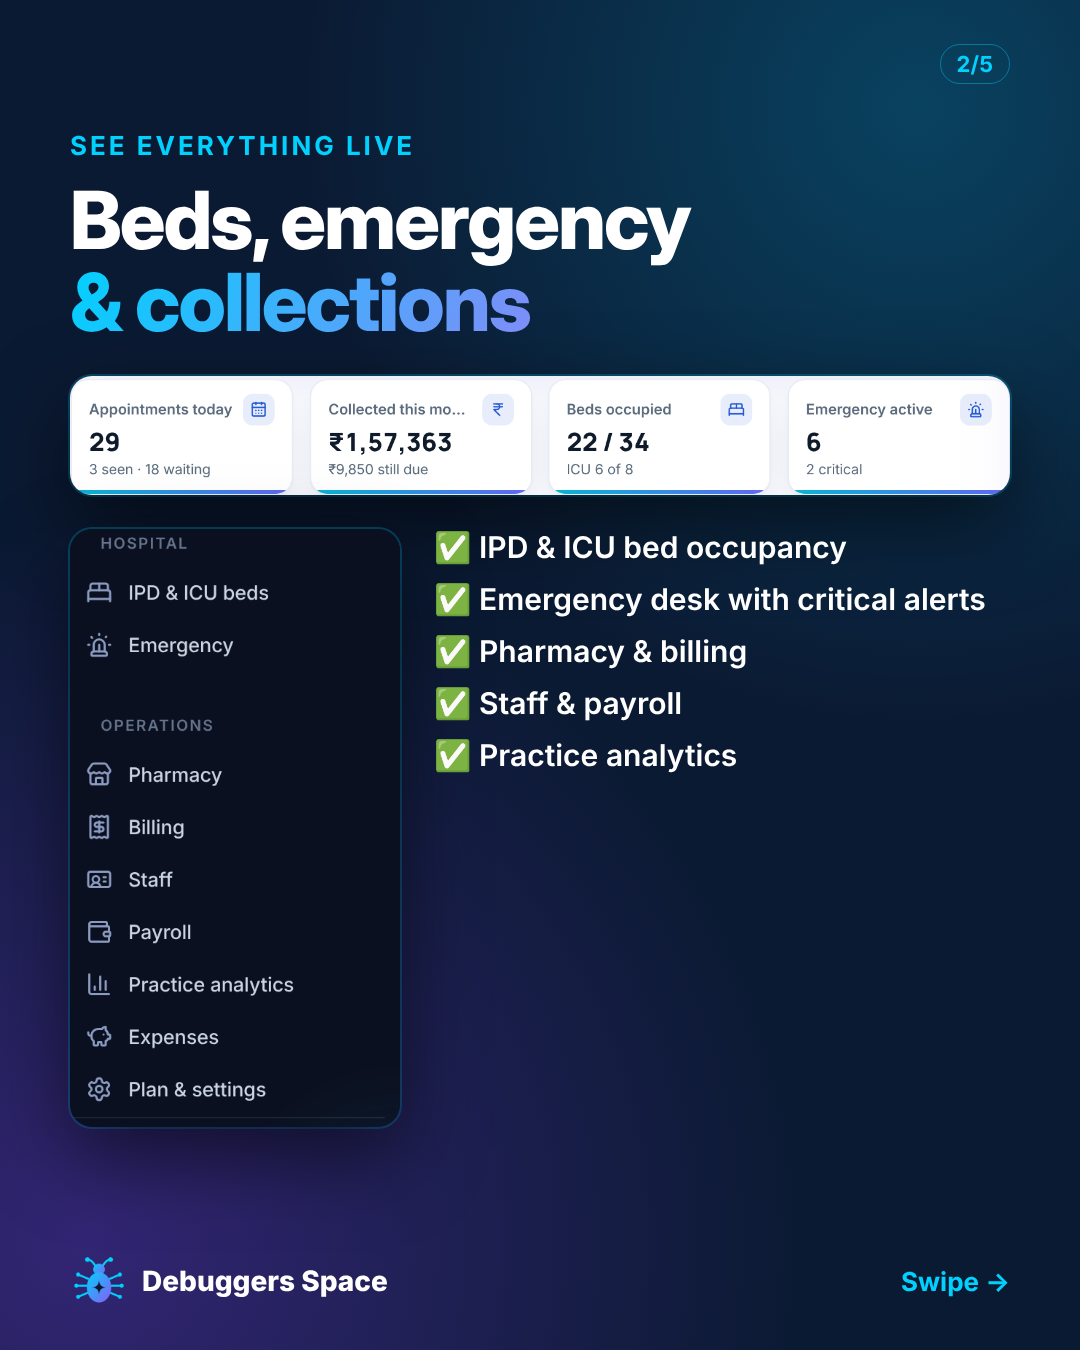 2/5
SEE EVERYTHING LIVE
Beds, emergency
& collections
Appointments today
29
3 seen · 18 waiting
Collected this mo...
₹1,57,363
₹9,850 still due
Beds occupied
22 / 34
ICU 6 of 8
Emergency active
6
2 critical
HOSPITAL
IPD & ICU beds
Emergency
OPERATIONS
Pharmacy
Billing
Staff
Payroll
Practice analytics
Expenses
Plan & settings
✅ IPD & ICU bed occupancy
✅ Emergency desk with critical alerts
✅ Pharmacy & billing
✅ Staff & payroll
✅ Practice analytics
Debuggers Space
Swipe →